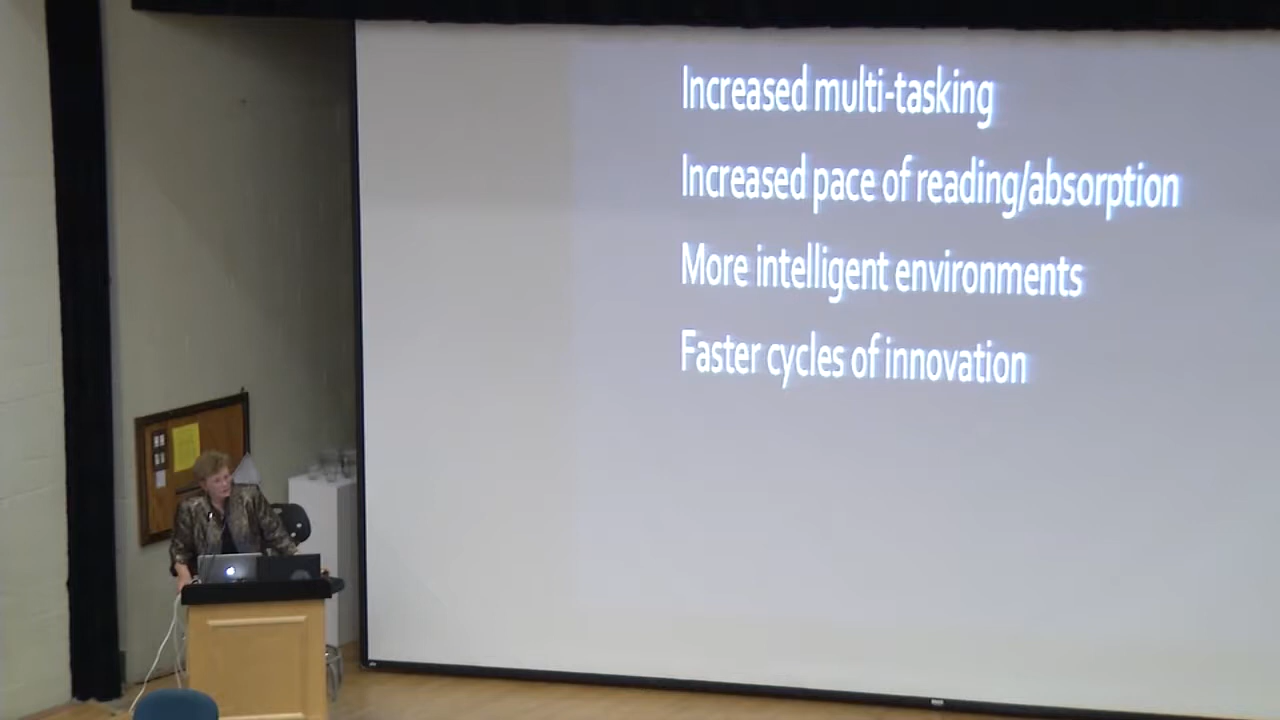 Increased multi-tasking
Increased pace of reading/absorption
More intelligent environments
Faster cycles of innovation